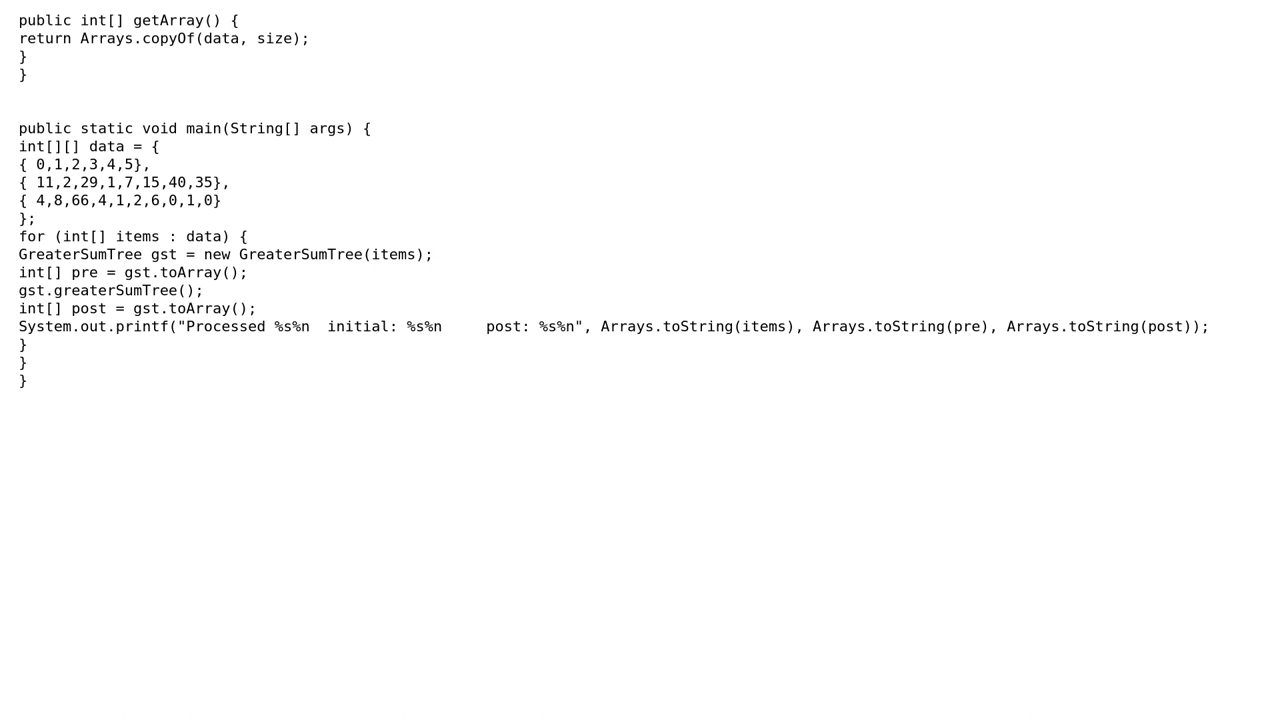 public int[] getArray() {
return Arrays.copyOf(data, size);
}
}
public static void main(String[] args) {
int[][] data = {
{ 0,1,2,3,4,5},
{ 11,2,29,1,7,15,40,35},
{ 4,8,66,4,1,2,6,0,1,0}
};
for (int[] items : data) {
GreaterSumTree gst = new GreaterSumTree(items);
int[] pre = gst.toArray();
gst.greaterSumTree();
int[] post = gst.toArray();
System.out.printf("Processed %s%n  initial: %s%n     post: %s%n", Arrays.toString(items), Arrays.toString(pre), Arrays.toString(post));
}
}
}